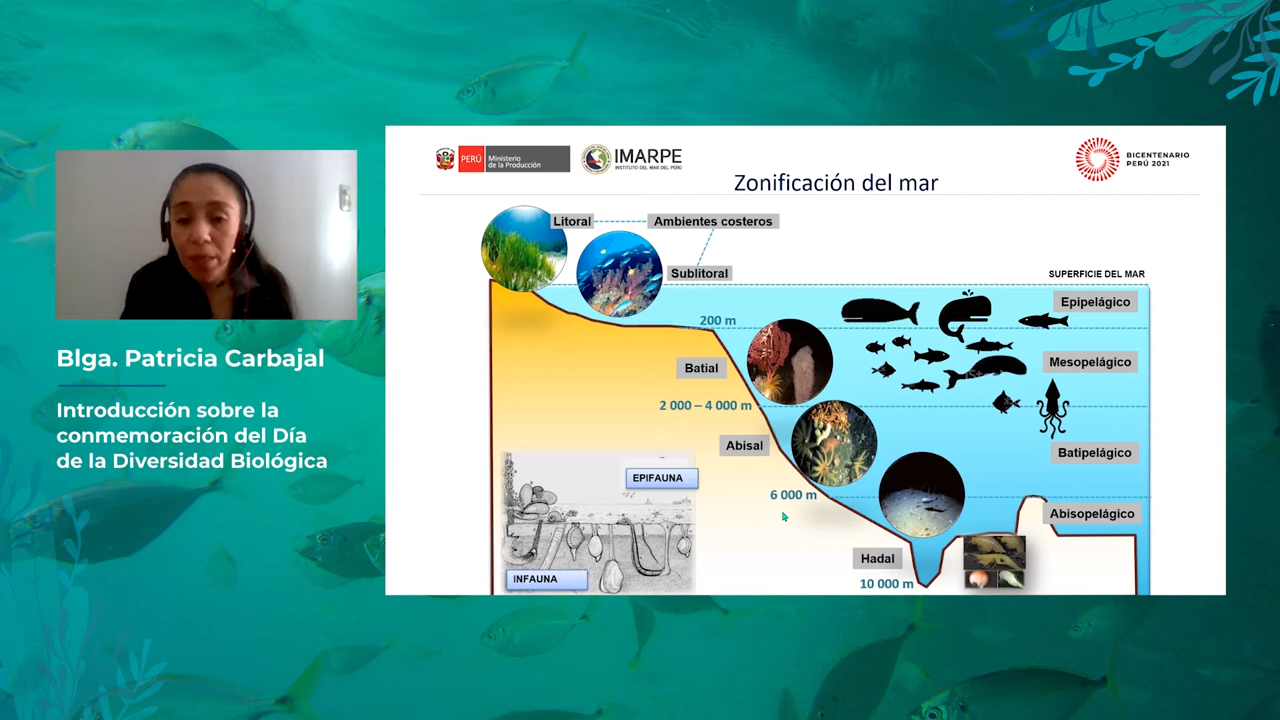 Blga. Patricia Carbajal
Introducción sobre la
conmemoración del Día
de la Diversidad Biológica
PERÚ
Ministerio
de la Producción
IMARPE
INSTITUTO DEL MAR DEL PERÚ
BICENTENARIO
PERÚ 2021
Zonificación del mar
Litoral
Ambientes costeros
Sublitoral
SUPERFICIE DEL MAR
Epipelágico
200 m
Mesopelágico
Batial
2 000 – 4 000 m
Abisal
Batipelágico
EPIFAUNA
6 000 m
Abisopelágico
Hadal
INFAUNA
10 000 m